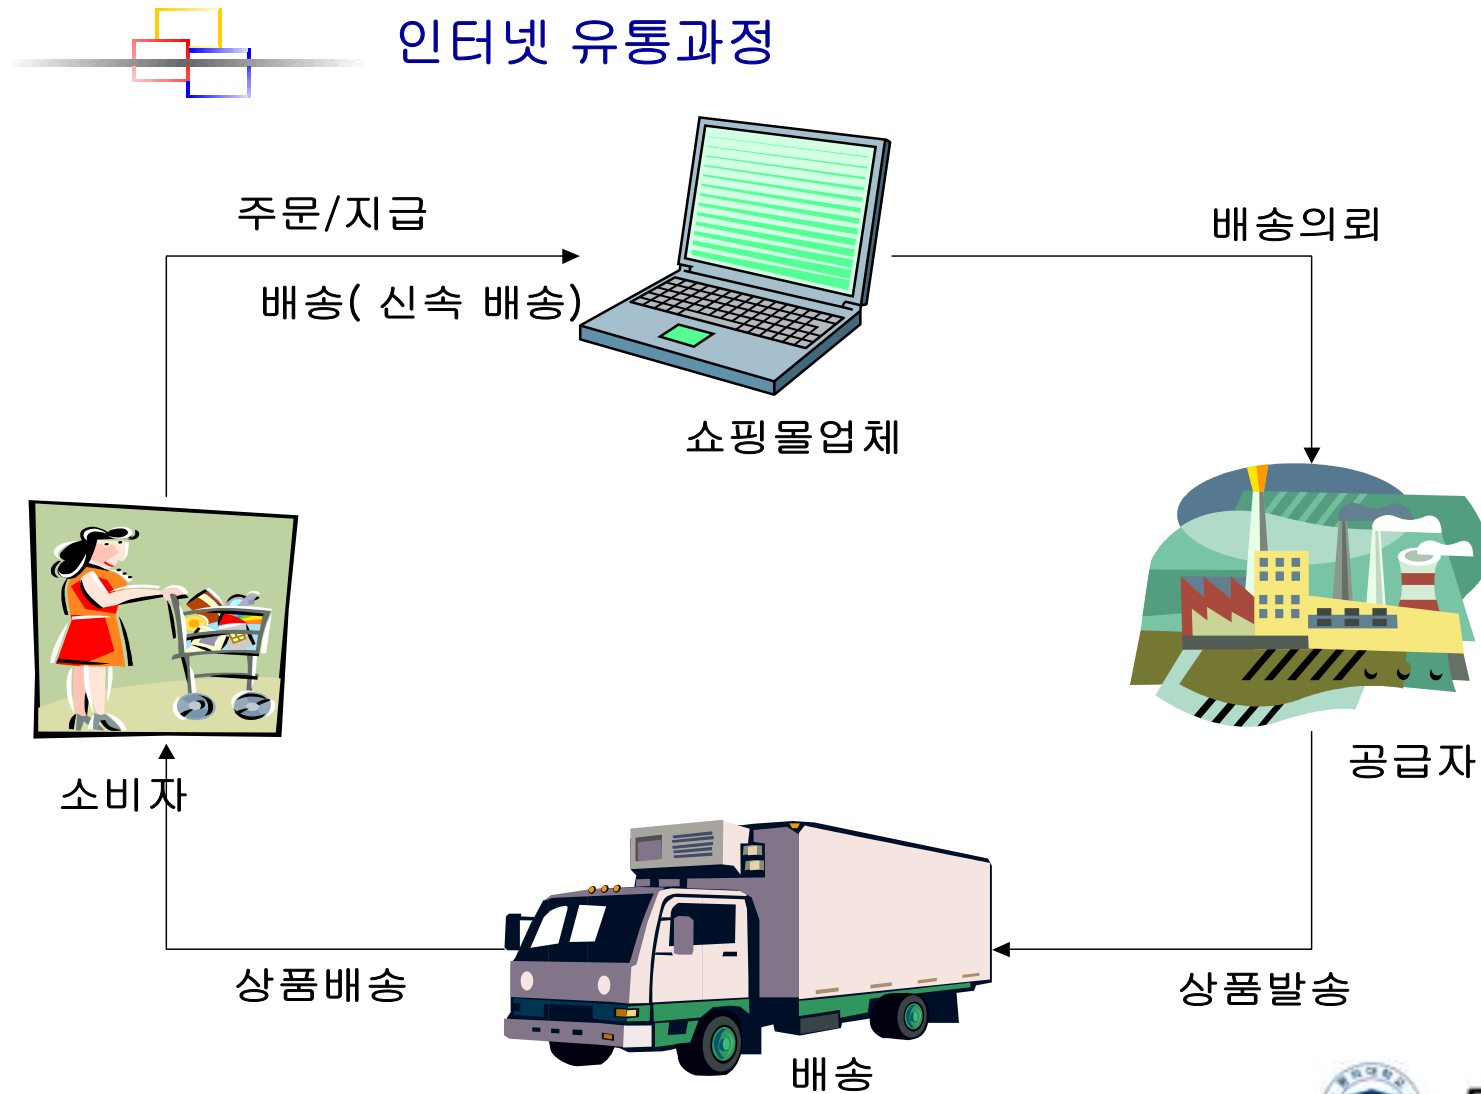 인터넷 유통과정
주문/지급
배송의뢰
배송( 신속 배송)
쇼핑몰업체
공급자
소비자
상품배송
상품발송
배송